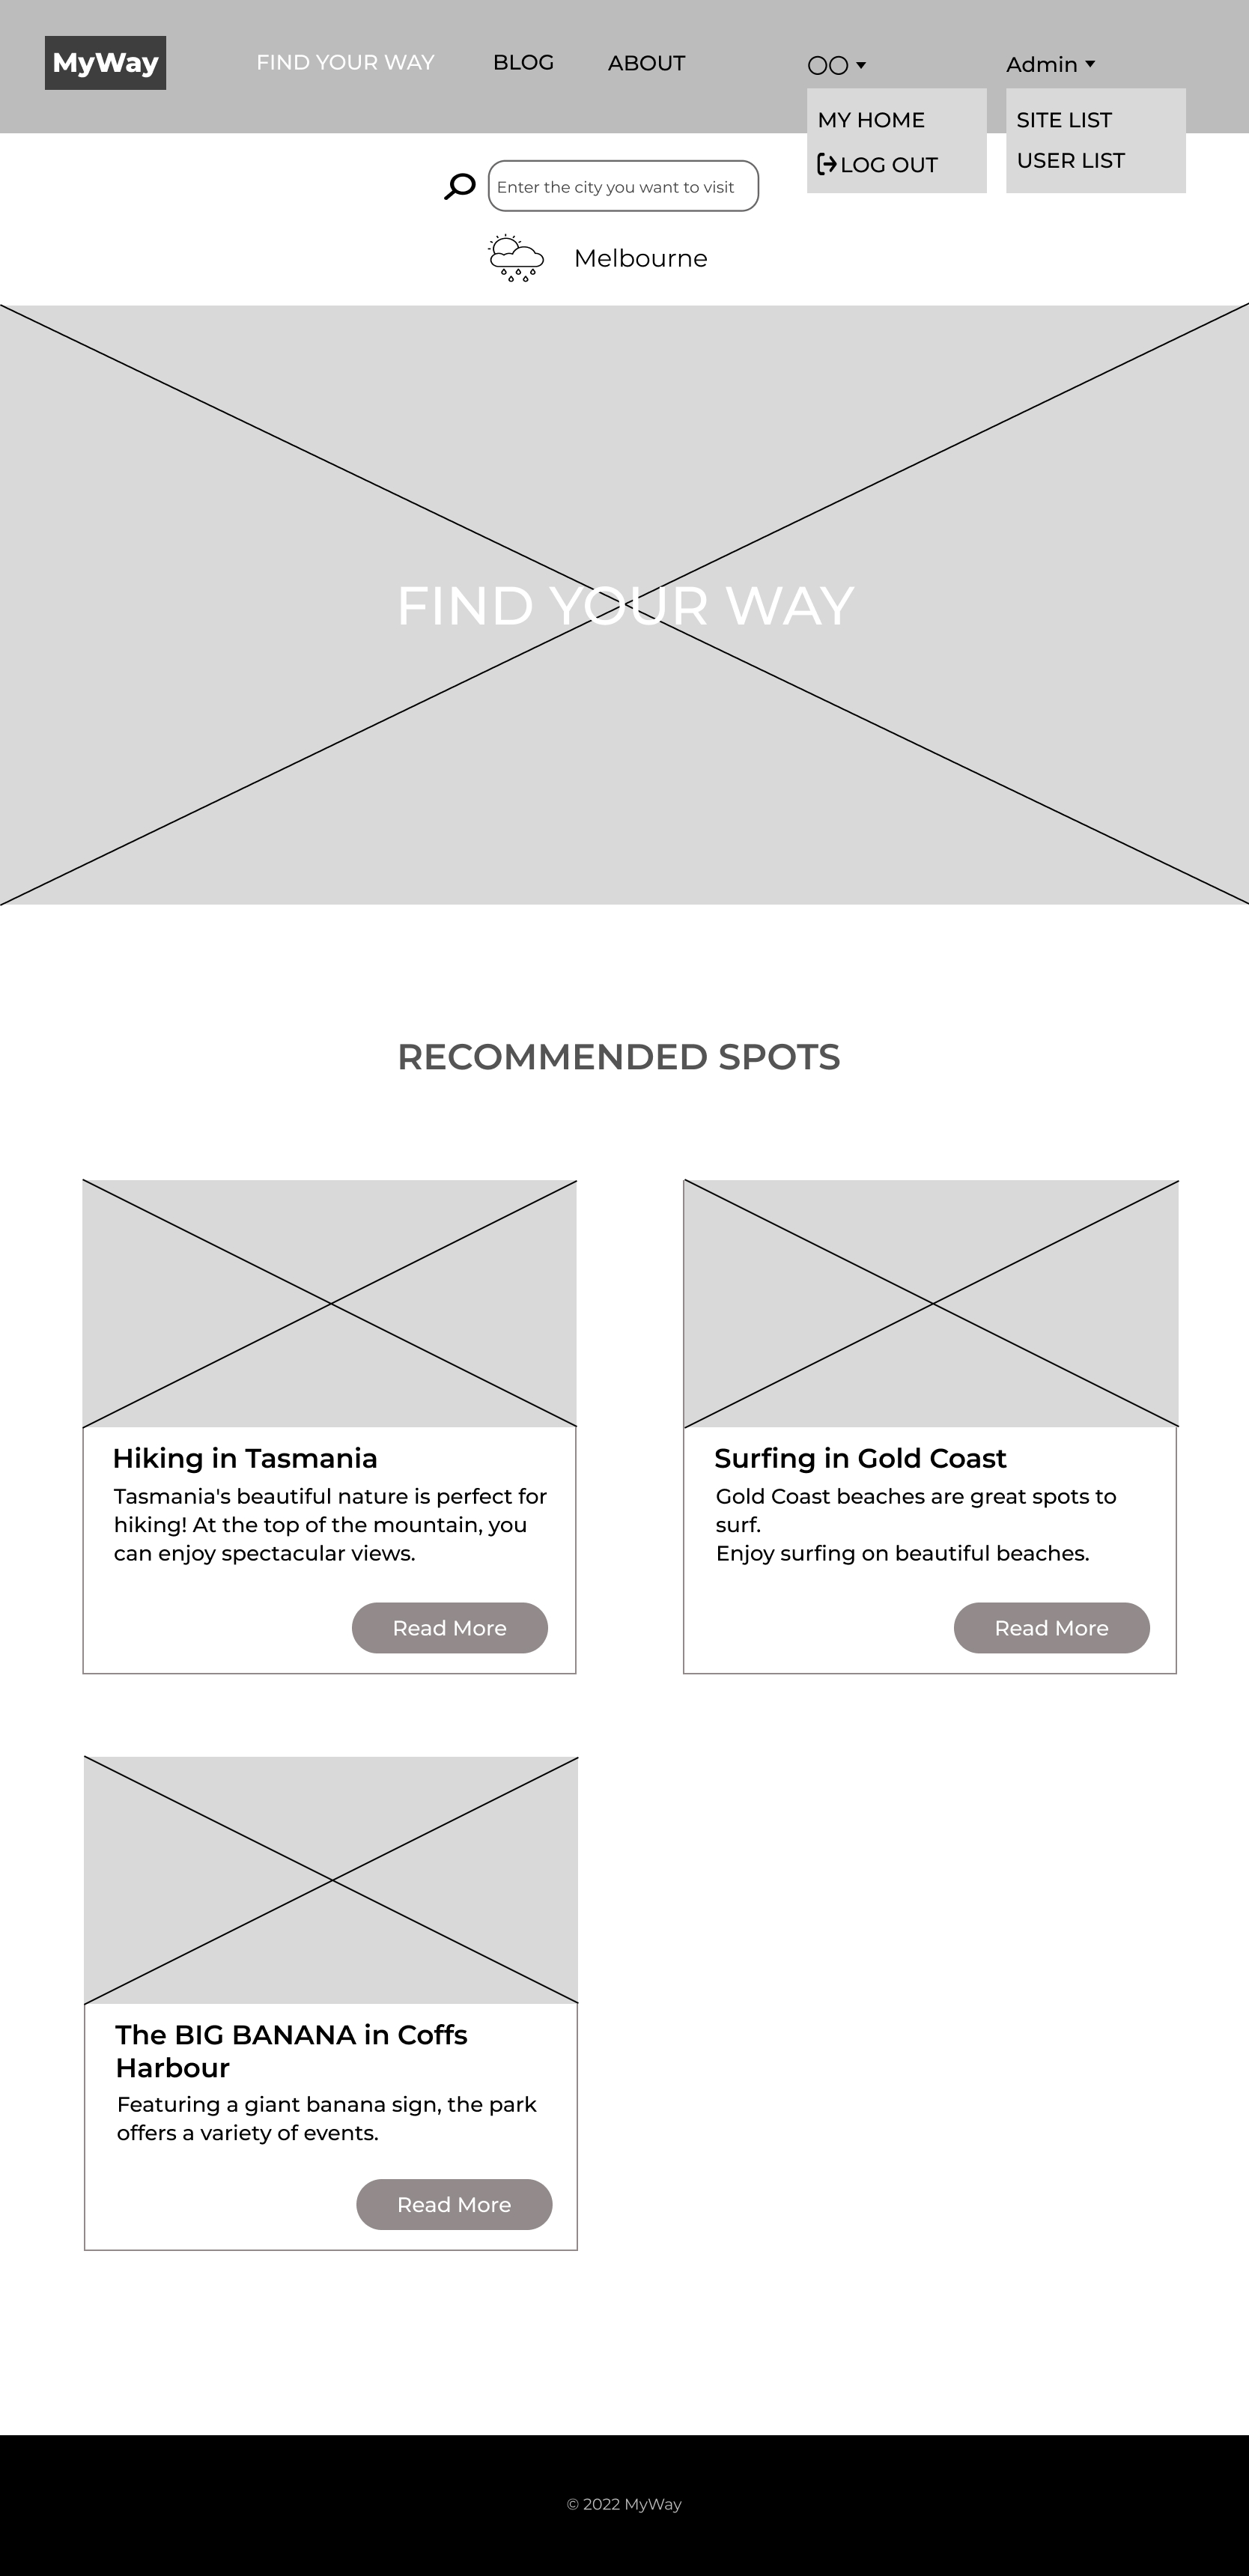 MyWay
FIND YOUR WAY
BLOG
ABOUT
○○
Admin
MY HOME
LOG OUT
SITE LIST
USER LIST
Enter the city you want to visit
Melbourne
FIND YOUR WAY
RECOMMENDED SPOTS
Hiking in Tasmania
Tasmania's beautiful nature is perfect for
hiking! At the top of the mountain, you
can enjoy spectacular views.
Read More
Surfing in Gold Coast
Gold Coast beaches are great spots to
surf.
Enjoy surfing on beautiful beaches.
Read More
The BIG BANANA in Coffs
Harbour
Featuring a giant banana sign, the park
offers a variety of events.
Read More
© 2022 MyWay